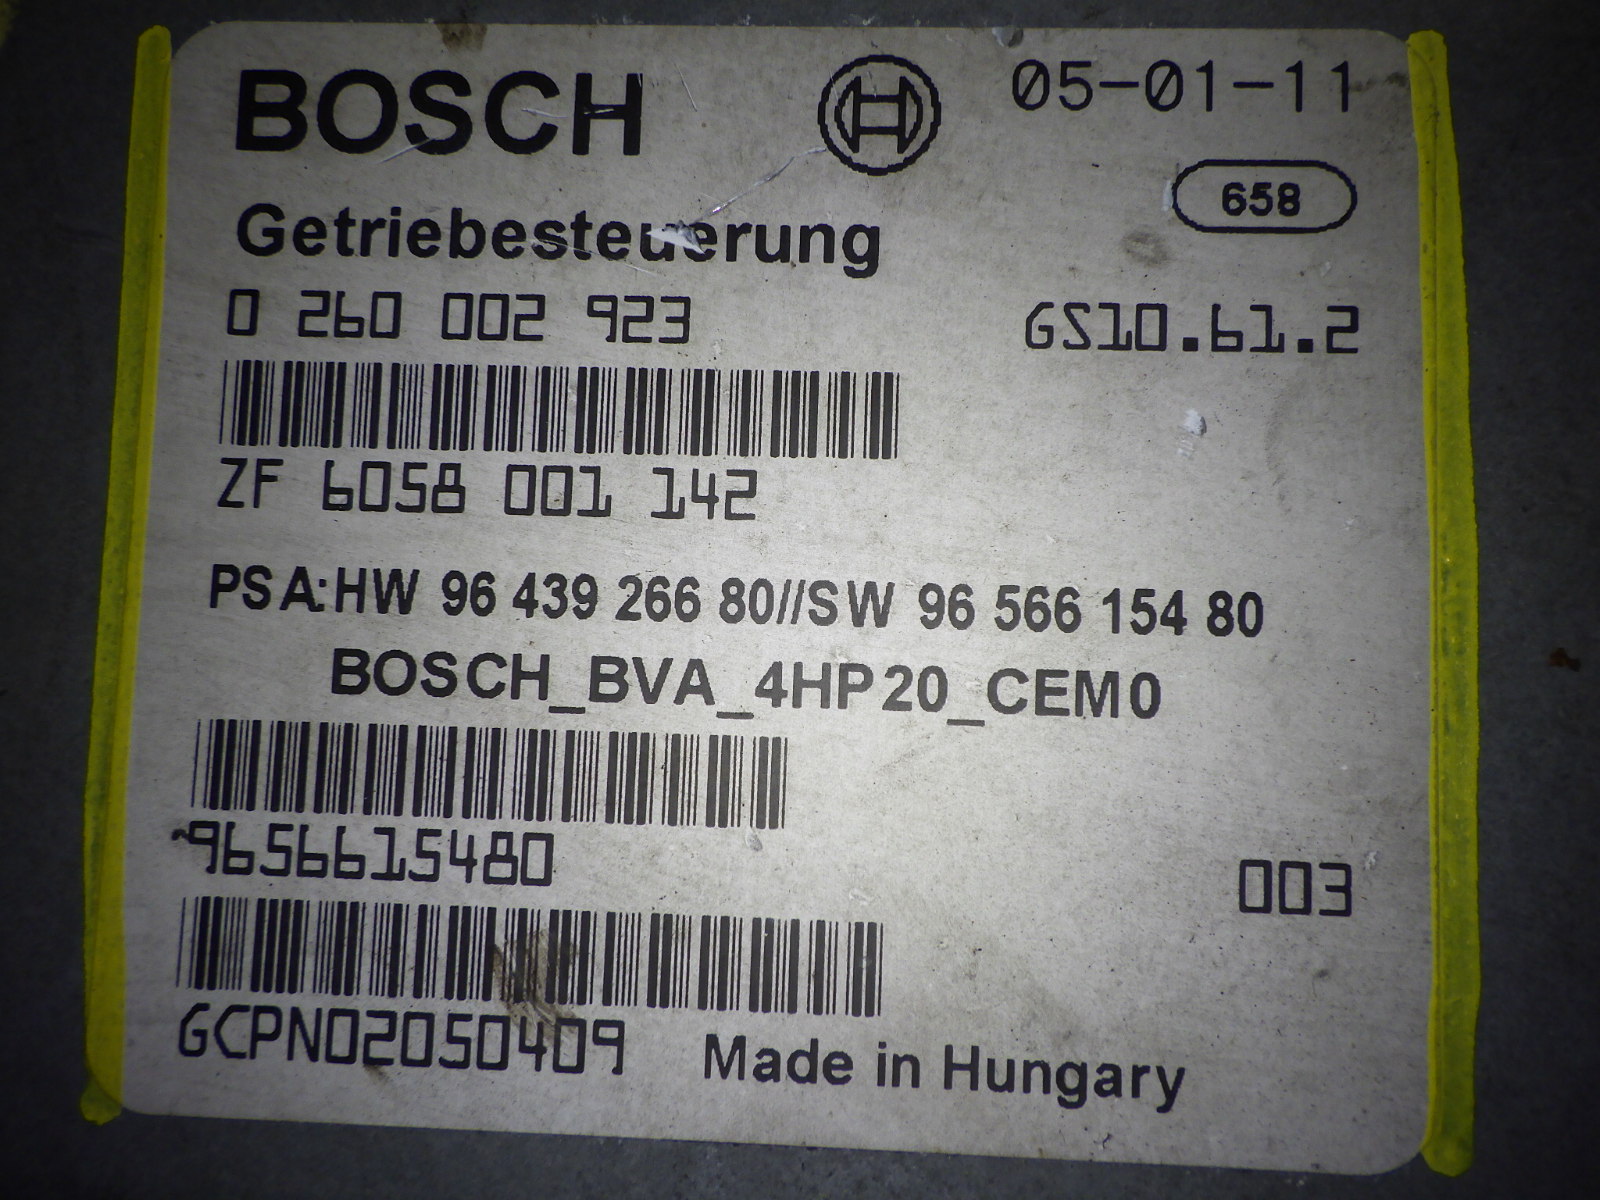 BOSCH 05-01-11
658
Getriebesteuerung
0 260 002 923 GS10.61.2
ZF 6058 001 142
PSA:HW 96 439 266 80//SW 96 566 154 80
BOSCH_BVA_4HP20_CEM0
9656615480 003
GCPN02050409 Made in Hungary